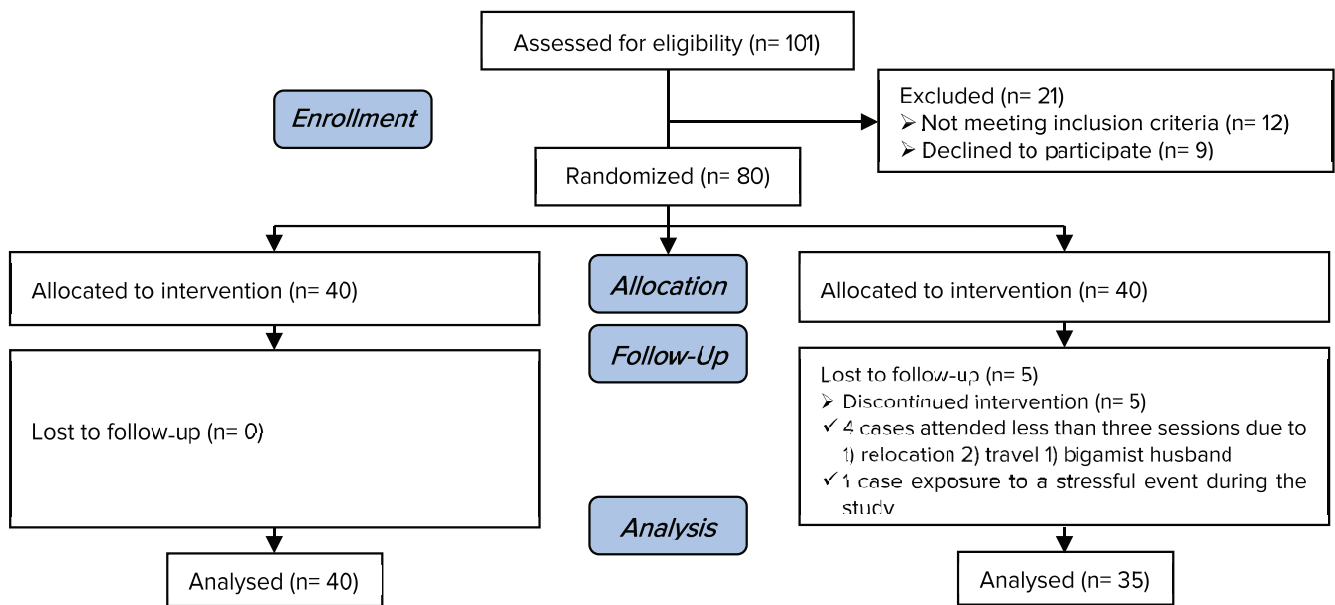 Assessed for eligibility (n= 101)
Enrollment
Excluded (n= 21)
➢ Not meeting inclusion criteria (n= 12)
➢ Declined to participate (n= 9)
Randomized (n= 80)
Allocated to intervention (n= 40)
Allocation
Allocated to intervention (n= 40)
Follow-Up
Lost to follow-up (n= 0)
Lost to follow-up (n= 5)
➢ Discontinued intervention (n= 5)
✓ 4 cases attended less than three sessions due to
1) relocation 2) travel 1) bigamist husband
✓ 1 case exposure to a stressful event during the
study
Analysis
Analysed (n= 40)
Analysed (n= 35)